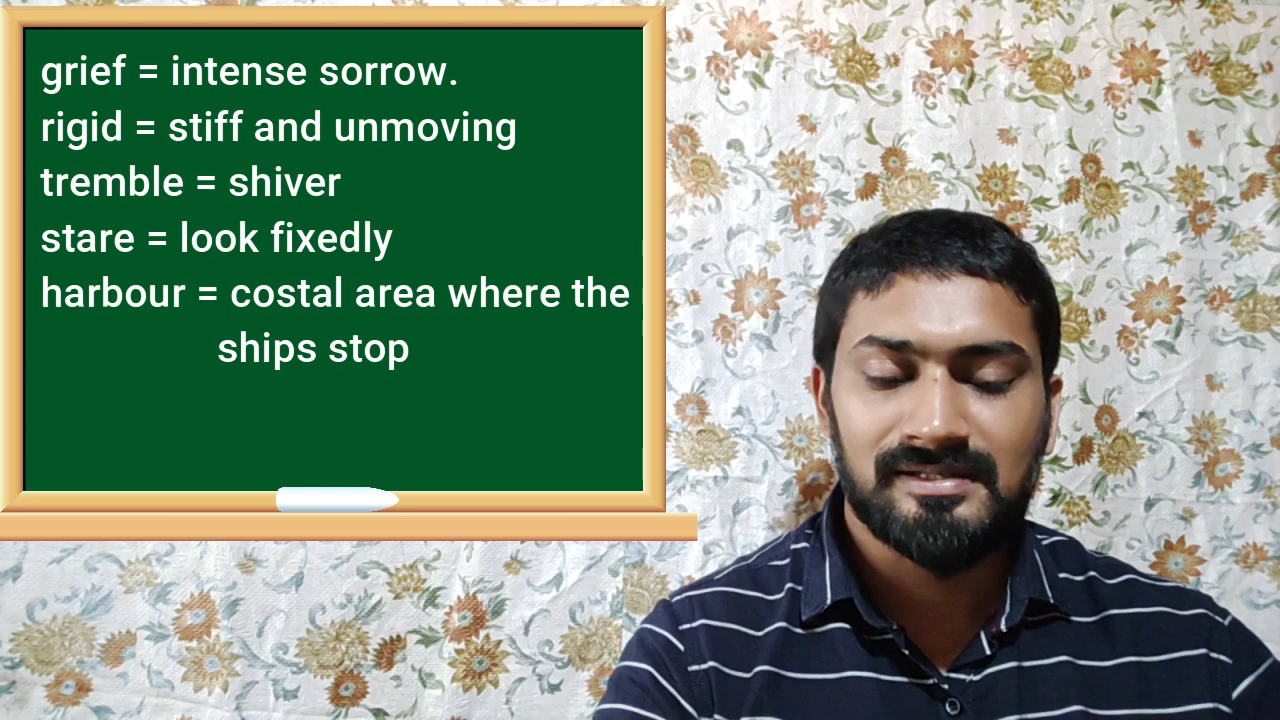 grief = intense sorrow.
rigid = stiff and unmoving
tremble = shiver
stare = look fixedly
harbour = costal area where the
ships stop